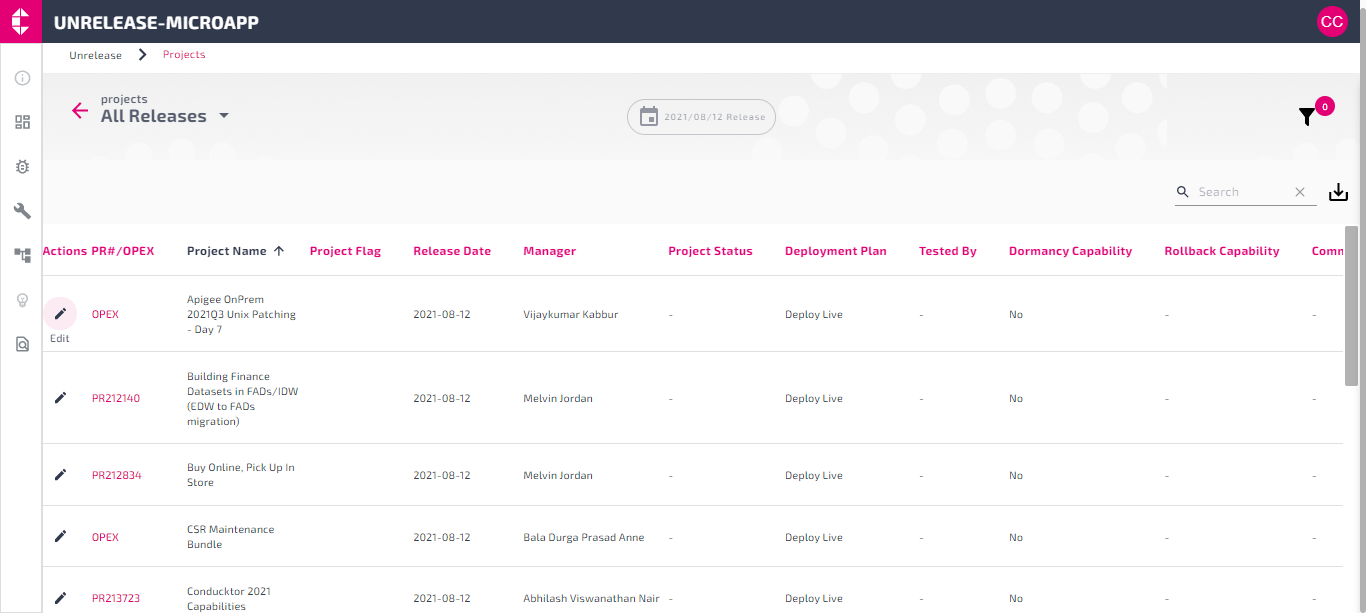 UNRELEASE-MICROAPP
CC
Unrelease Projects
projects
All Releases
2021/08/12 Release
0
Search
Actions PR#/OPEX Project Name Project Flag Release Date Manager Project Status Deployment Plan Tested By Dormancy Capability Rollback Capability Comm
Apigee OnPrem
OPEX 2021Q3 Unix Patching 2021-08-12 Vijaykumar Kabbur - Deploy Live - No - -
- Day 7
Edit
Building Finance
Datasets in FADs/IDW
PR212140 2021-08-12 Melvin Jordan - Deploy Live - No - -
(EDW to FADs
migration)
Buy Online, Pick Up In
PR212834 2021-08-12 Melvin Jordan - Deploy Live - No - -
Store
CSR Maintenance
OPEX 2021-08-12 Bala Durga Prasad Anne - Deploy Live - No - -
Bundle
Conducktor 2021
PR213723 2021-08-12 Abhilash Viswanathan Nair - Deploy Live - No - -
Capabilities